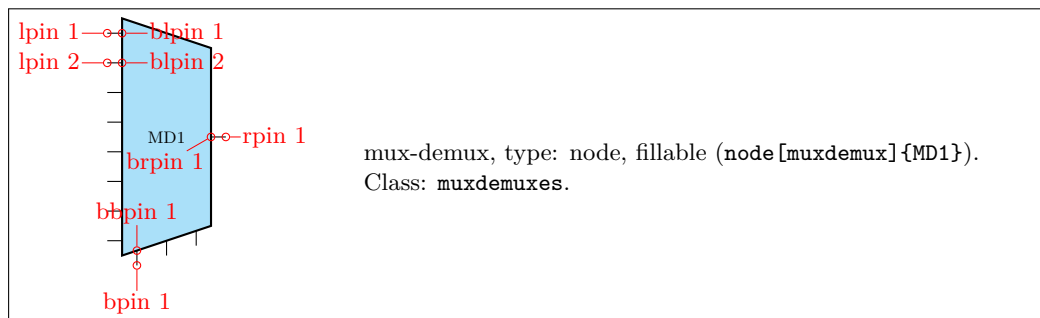 lpin 1
blpin 1
lpin 2
blpin 2
MD1
rpin 1
brpin 1
bbpin 1
bpin 1
mux-demux, type: node, fillable (node[muxdemux]{MD1}).
Class: muxdemuxes.